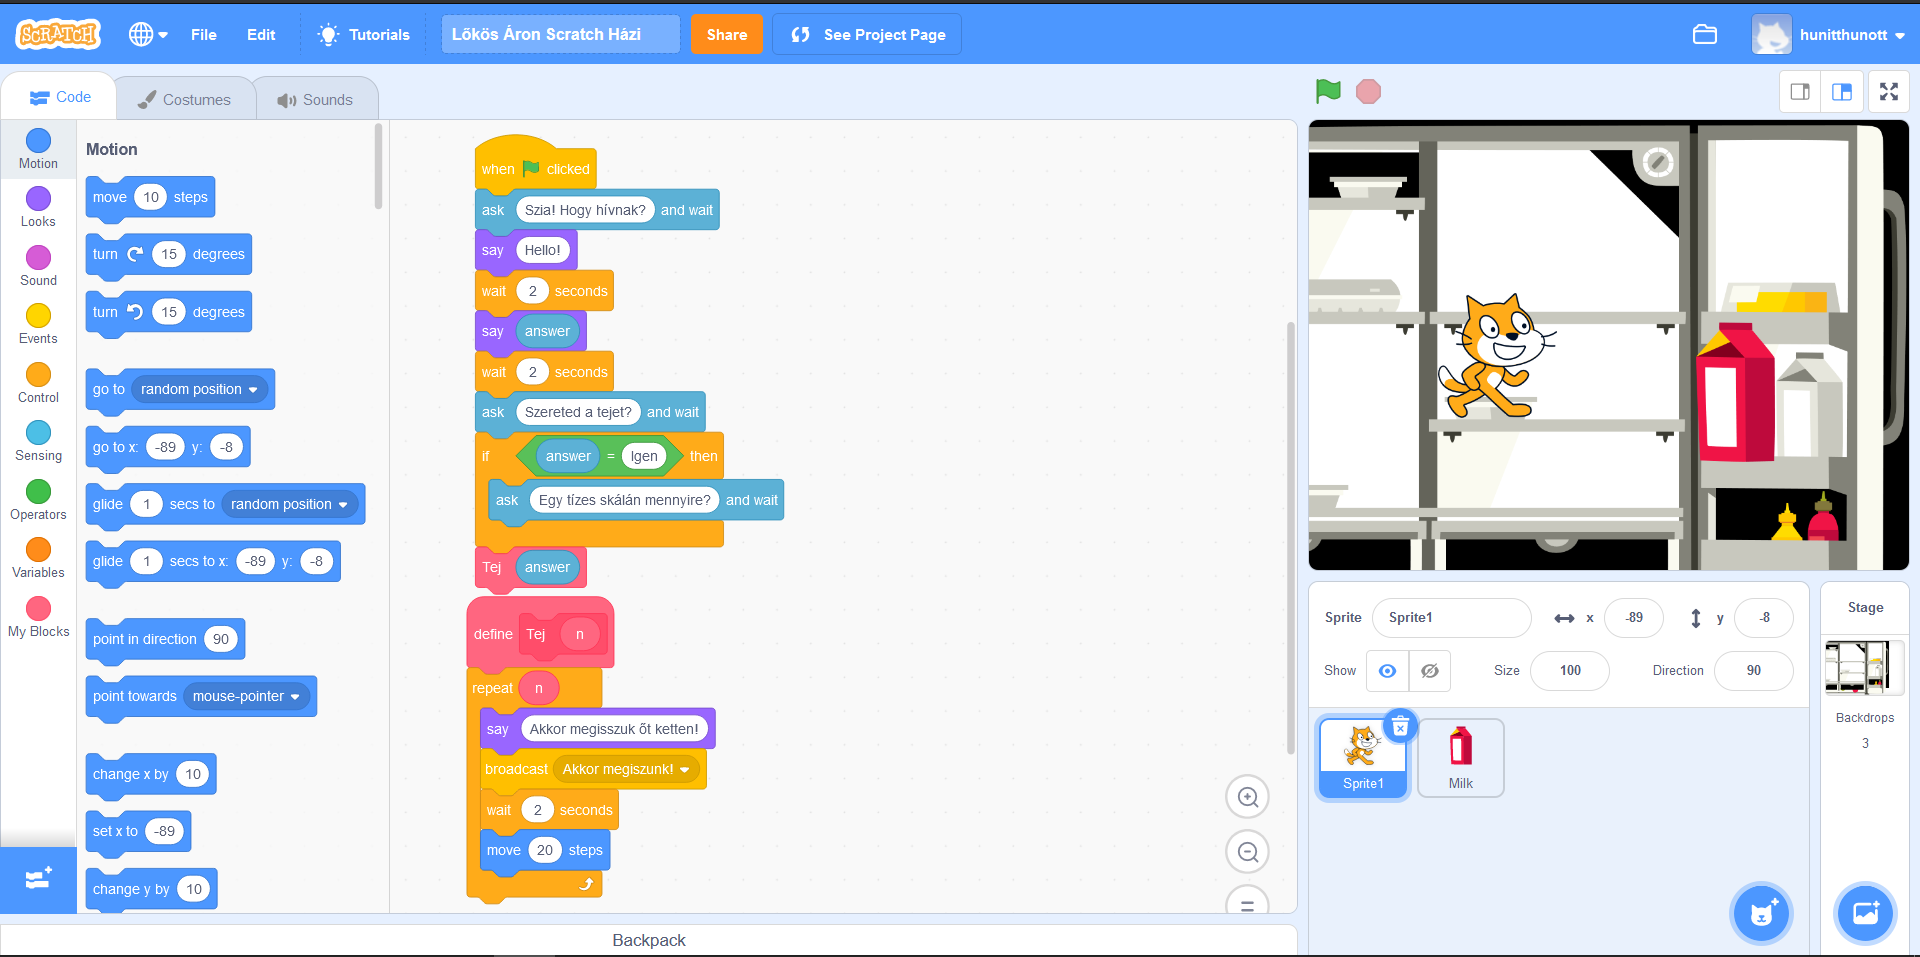 SCRATCH
File
Edit
Tutorials
Lőkös Áron Scratch Házi
Share
See Project Page
hunitthunott
Code
Costumes
Sounds
Motion
Looks
Sound
Events
Control
Sensing
Operators
Variables
My Blocks
Motion
move 10 steps
turn 15 degrees
turn 15 degrees
go to random position
go to x: -89 y: -8
glide 1 secs to random position
glide 1 secs to x: -89 y: -8
point in direction 90
point towards mouse-pointer
change x by 10
set x to -89
change y by 10
when clicked
ask Szia! Hogy hívnak? and wait
say Hello!
wait 2 seconds
say answer
wait 2 seconds
ask Szereted a tejet? and wait
if answer = Igen then
ask Egy tízes skálán mennyire? and wait
Tej answer
define Tej n
repeat n
say Akkor megisszuk őt ketten!
broadcast Akkor megiszunk!
wait 2 seconds
move 20 steps
Backpack
Sprite Sprite1 x -89 y -8
Show Size 100 Direction 90
Sprite1
Milk
Stage
Backdrops
3